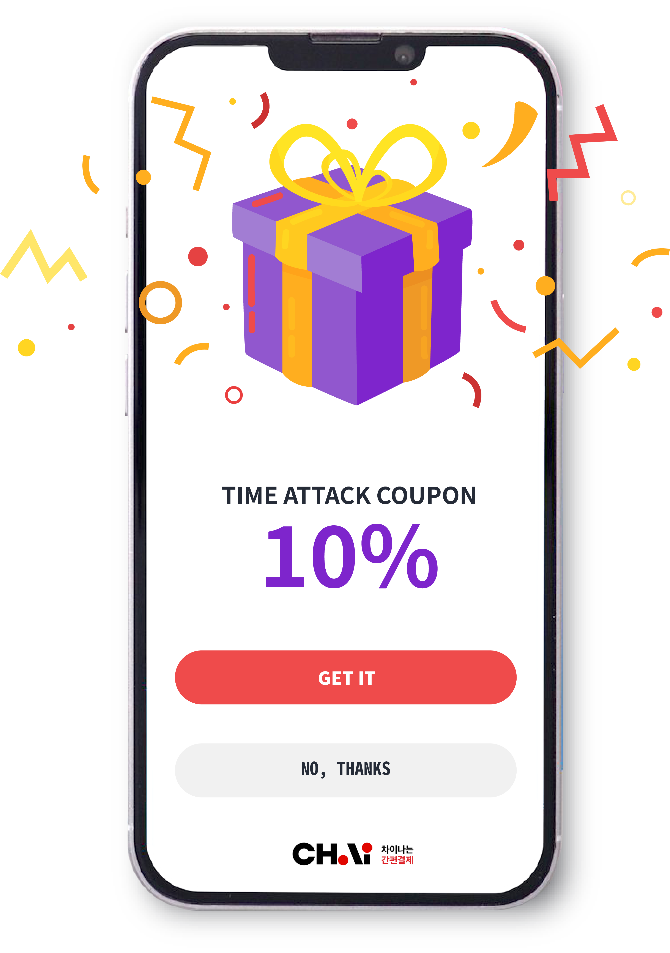 TIME ATTACK COUPON
10%
GET IT
NO, THANKS
CHAi
차이나는
간편결제